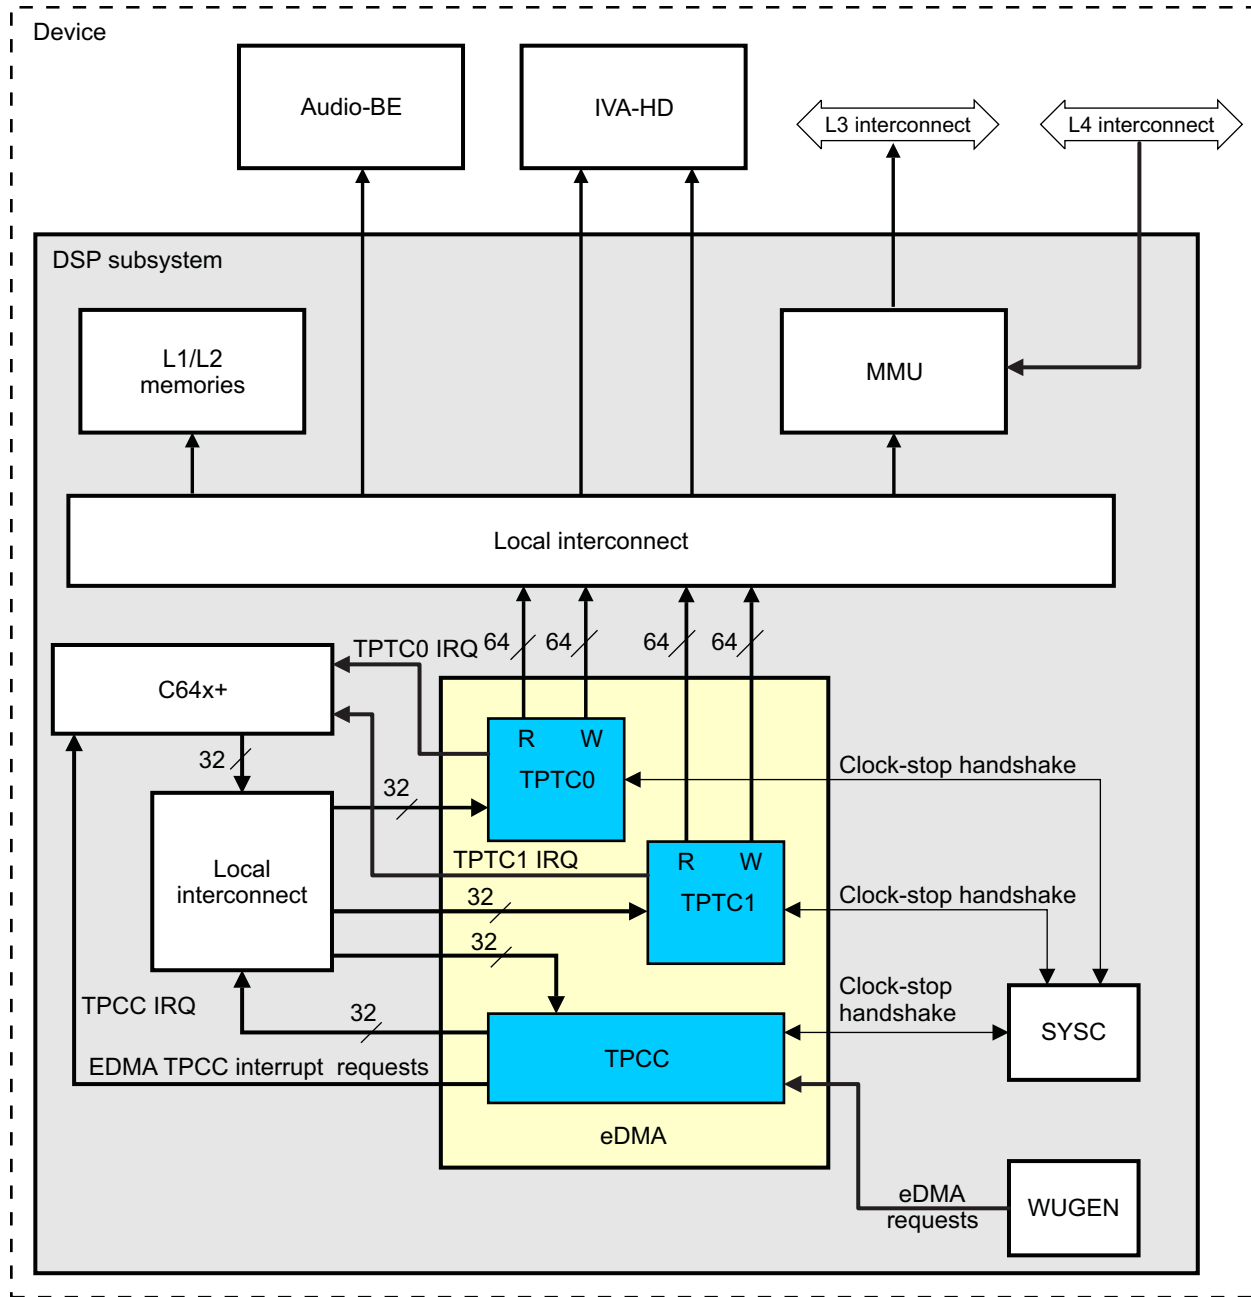 Device
Audio-BE
IVA-HD
L3 interconnect
L4 interconnect
DSP subsystem
L1/L2
memories
MMU
Local interconnect
64
64
64
64
TPTC0 IRQ
C64x+
R W
TPTC0
32
32
Clock-stop handshake
TPTC1 IRQ
R W
TPTC1
Local
interconnect
32
Clock-stop handshake
32
TPCC IRQ
32
Clock-stop
handshake
SYSC
TPCC
EDMA TPCC interrupt requests
eDMA
eDMA
requests
WUGEN